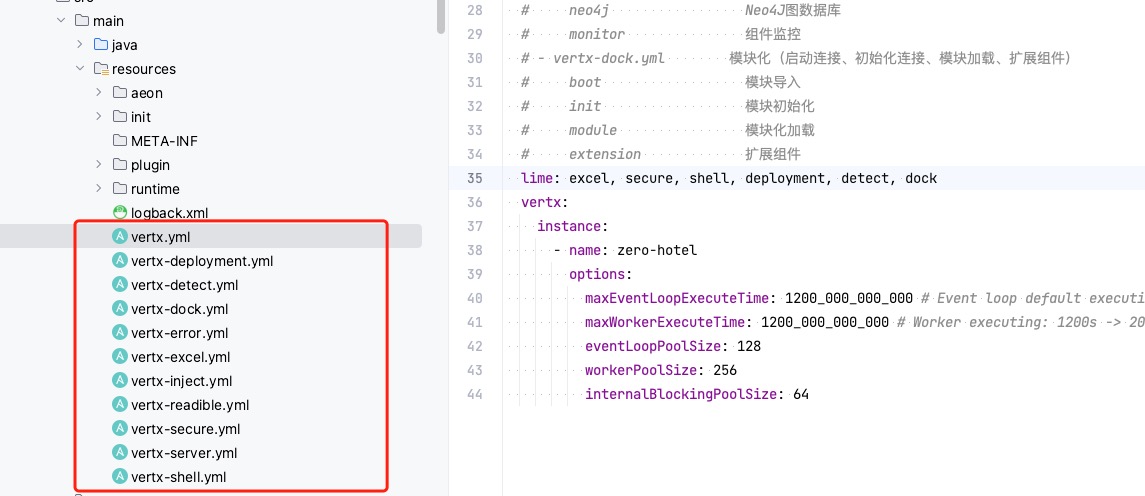 src
main
java
resources
aeon
init
META-INF
plugin
runtime
logback.xml
vertx.yml
vertx-deployment.yml
vertx-detect.yml
vertx-dock.yml
vertx-error.yml
vertx-excel.yml
vertx-inject.yml
vertx-readible.yml
vertx-secure.yml
vertx-server.yml
vertx-shell.yml
28 # neo4j Neo4J图数据库
29 # monitor 组件监控
30 # - vertx-dock.yml 模块化（启动连接、初始化连接、模块加载、扩展组件）
31 # boot 模块导入
32 # init 模块初始化
33 # module 模块化加载
34 # extension 扩展组件
35 lime: excel, secure, shell, deployment, detect, dock
36 vertx:
37 instance:
38 - name: zero-hotel
39 options:
40 maxEventLoopExecuteTime: 1200_000_000_000 # Event loop default executi
41 maxWorkerExecuteTime: 1200_000_000_000 # Worker executing: 1200s -> 20
42 eventLoopPoolSize: 128
43 workerPoolSize: 256
44 internalBlockingPoolSize: 64